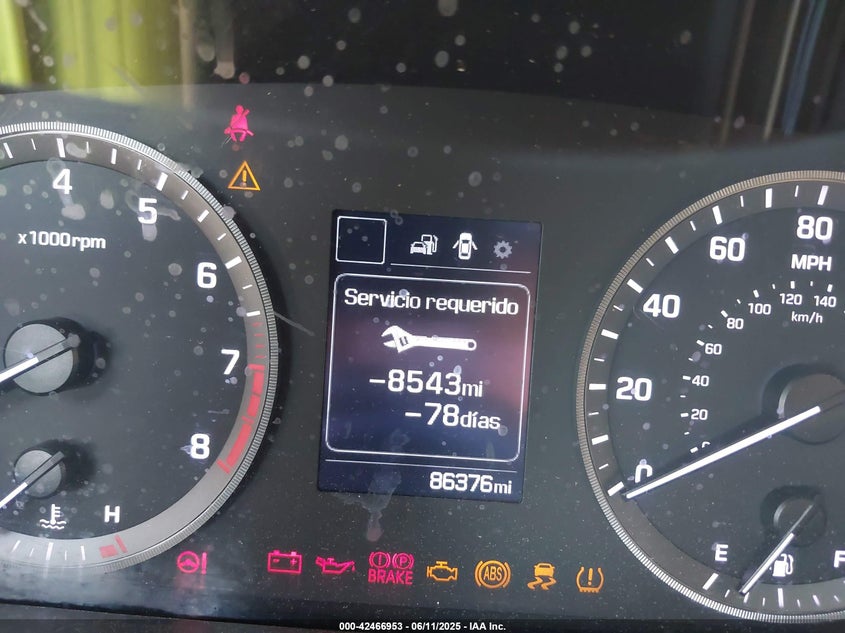 4
5
6
7
8
x1000rpm
H
Servicio requerido
-8543mi
-78días
86376mi
0
20
40
60
80
MPH
0
20
40
60
80
100
120
140
km/h
E
F
BRAKE
P
ABS
000-42466953 - 06/11/2025 - IAA Inc.